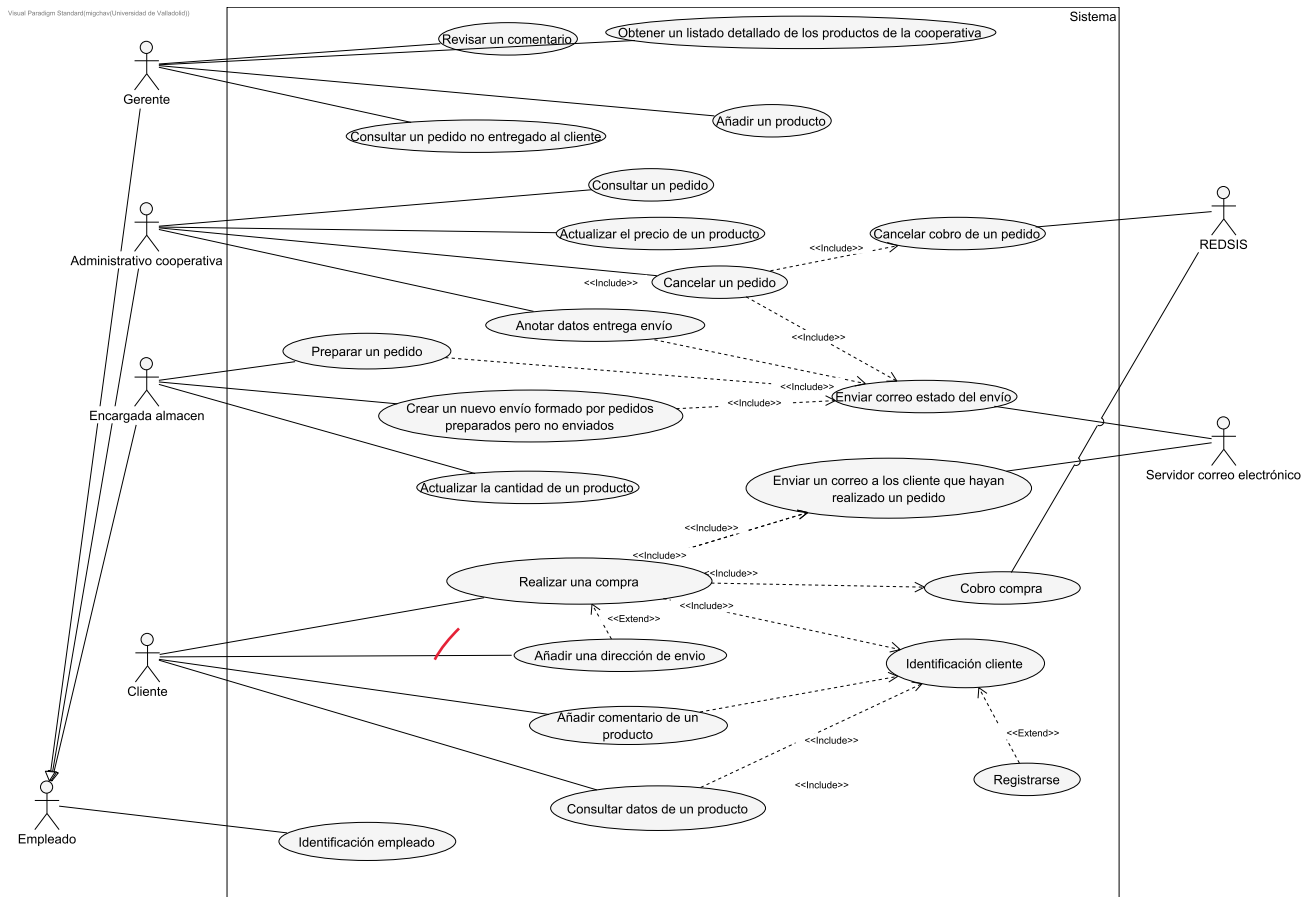 Visual Paradigm Standard(migchav(Universidad de Valladolid))
Sistema
Revisar un comentario
Obtener un listado detallado de los productos de la cooperativa
Gerente
Añadir un producto
Consultar un pedido no entregado al cliente
Consultar un pedido
Actualizar el precio de un producto
Cancelar cobro de un pedido
REDSIS
Administrativo cooperativa
<<Include>>
Cancelar un pedido
<<Include>>
Anotar datos entrega envío
<<Include>>
Preparar un pedido
<<Include>>
Enviar correo estado del envío
Encargada almacen
Crear un nuevo envío formado por pedidos
preparados pero no enviados
<<Include>>
Servidor correo electrónico
Actualizar la cantidad de un producto
Enviar un correo a los cliente que hayan
realizado un pedido
<<Include>>
<<Include>>
Realizar una compra
<<Include>>
Cobro compra
<<Include>>
<<Extend>>
Añadir una dirección de envio
Identificación cliente
Cliente
Añadir comentario de un
producto
<<Include>>
<<Extend>>
Registrarse
<<Include>>
Consultar datos de un producto
Empleado
Identificación empleado